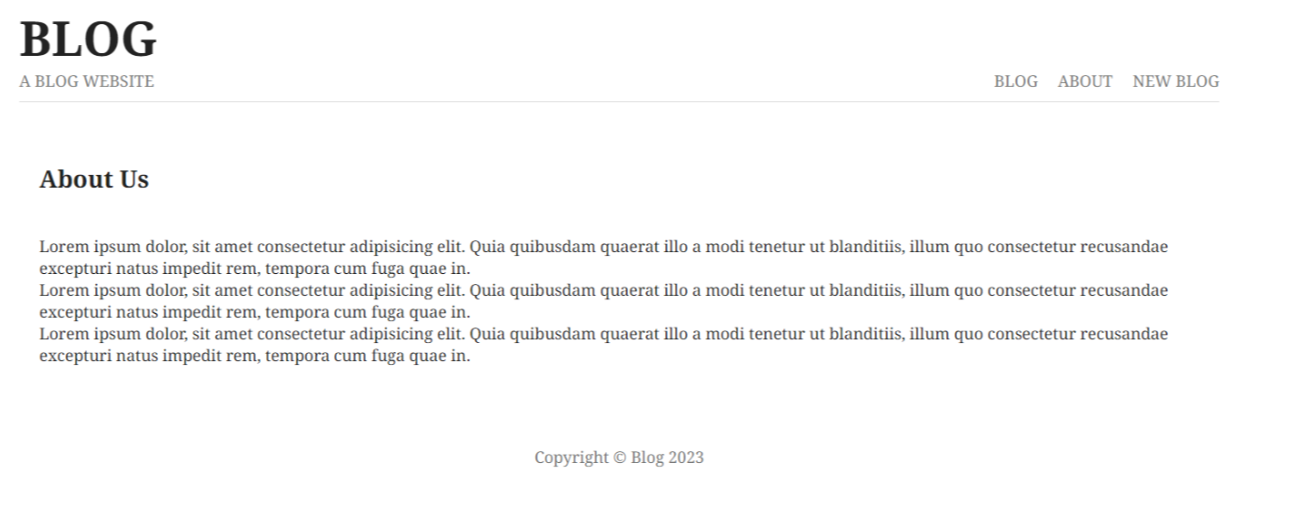 BLOG
A BLOG WEBSITE
BLOG ABOUT NEW BLOG
About Us
Lorem ipsum dolor, sit amet consectetur adipisicing elit. Quia quibusdam quaerat illo a modi tenetur ut blanditiis, illum quo consectetur recusandae
excepturi natus impedit rem, tempora cum fuga quae in.
Lorem ipsum dolor, sit amet consectetur adipisicing elit. Quia quibusdam quaerat illo a modi tenetur ut blanditiis, illum quo consectetur recusandae
excepturi natus impedit rem, tempora cum fuga quae in.
Lorem ipsum dolor, sit amet consectetur adipisicing elit. Quia quibusdam quaerat illo a modi tenetur ut blanditiis, illum quo consectetur recusandae
excepturi natus impedit rem, tempora cum fuga quae in.
Copyright © Blog 2023